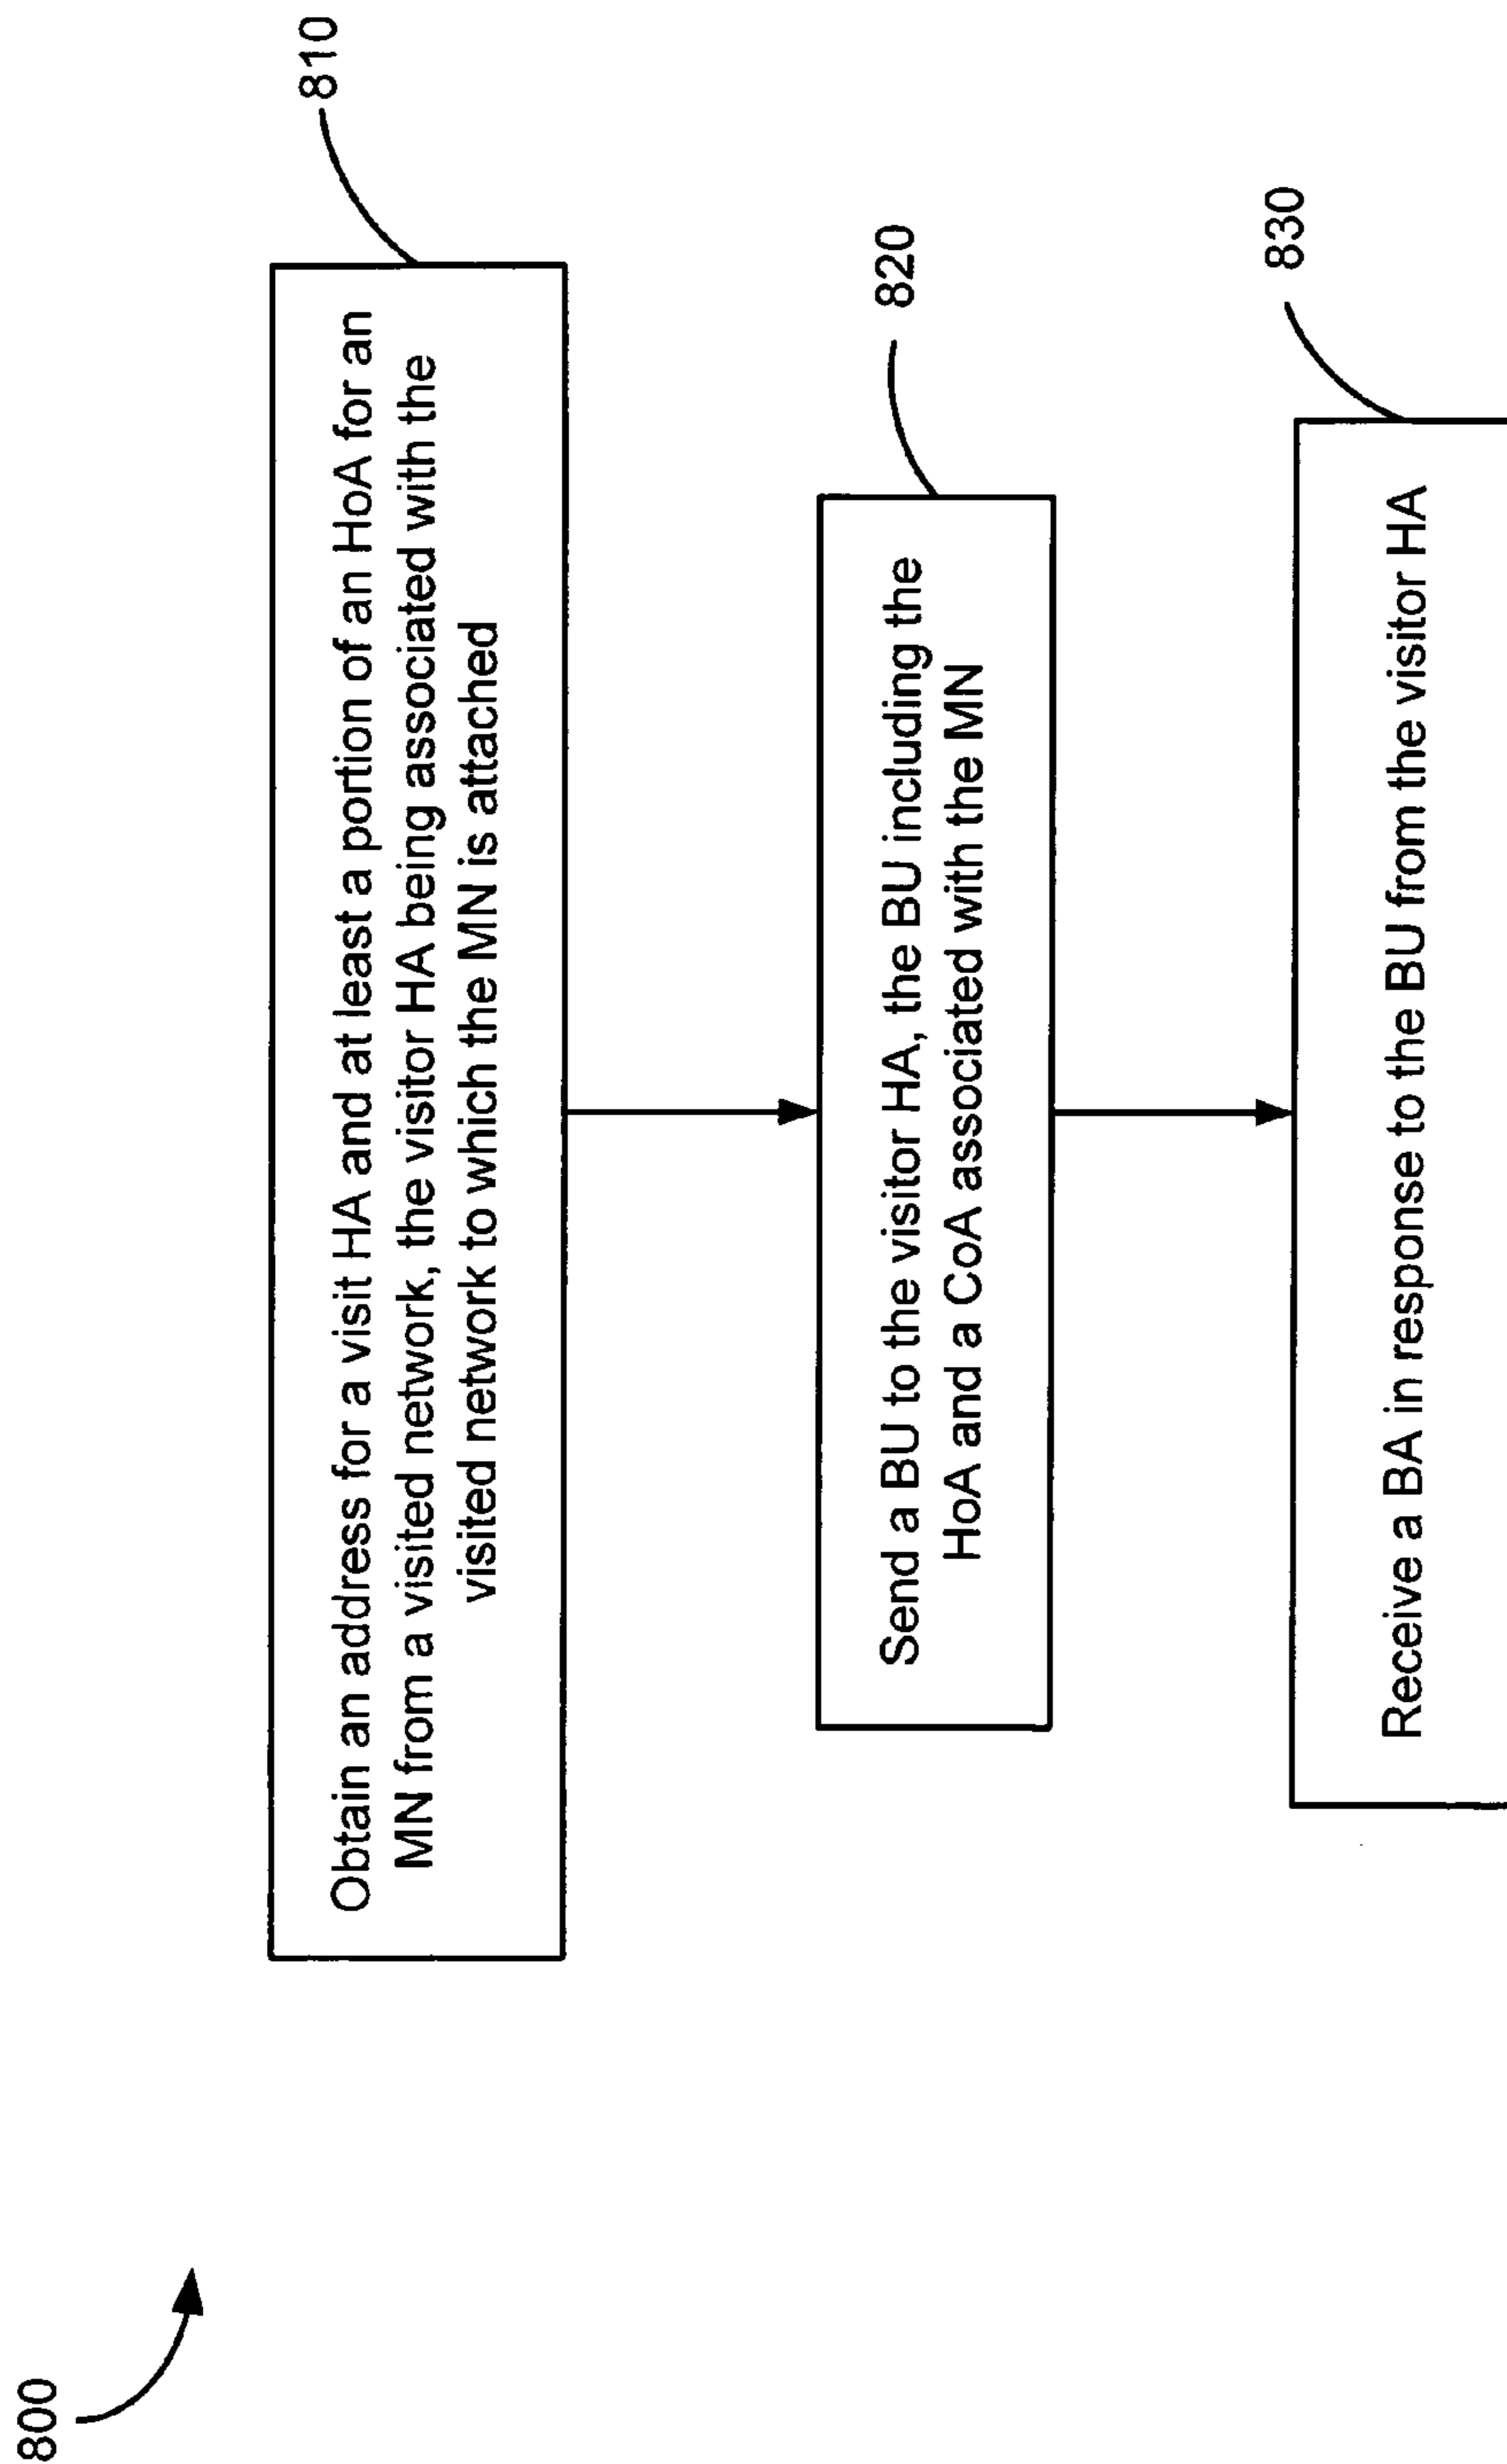 800
810
Obtain an address for a visit HA and at least a portion of an HoA for an
MN from a visited network, the visitor HA being associated with the
visited network to which the MN is attached
820
Send a BU to the visitor HA, the BU including the
HoA and a CoA associated with the MN
830
Receive a BA in response to the BU from the visitor HA